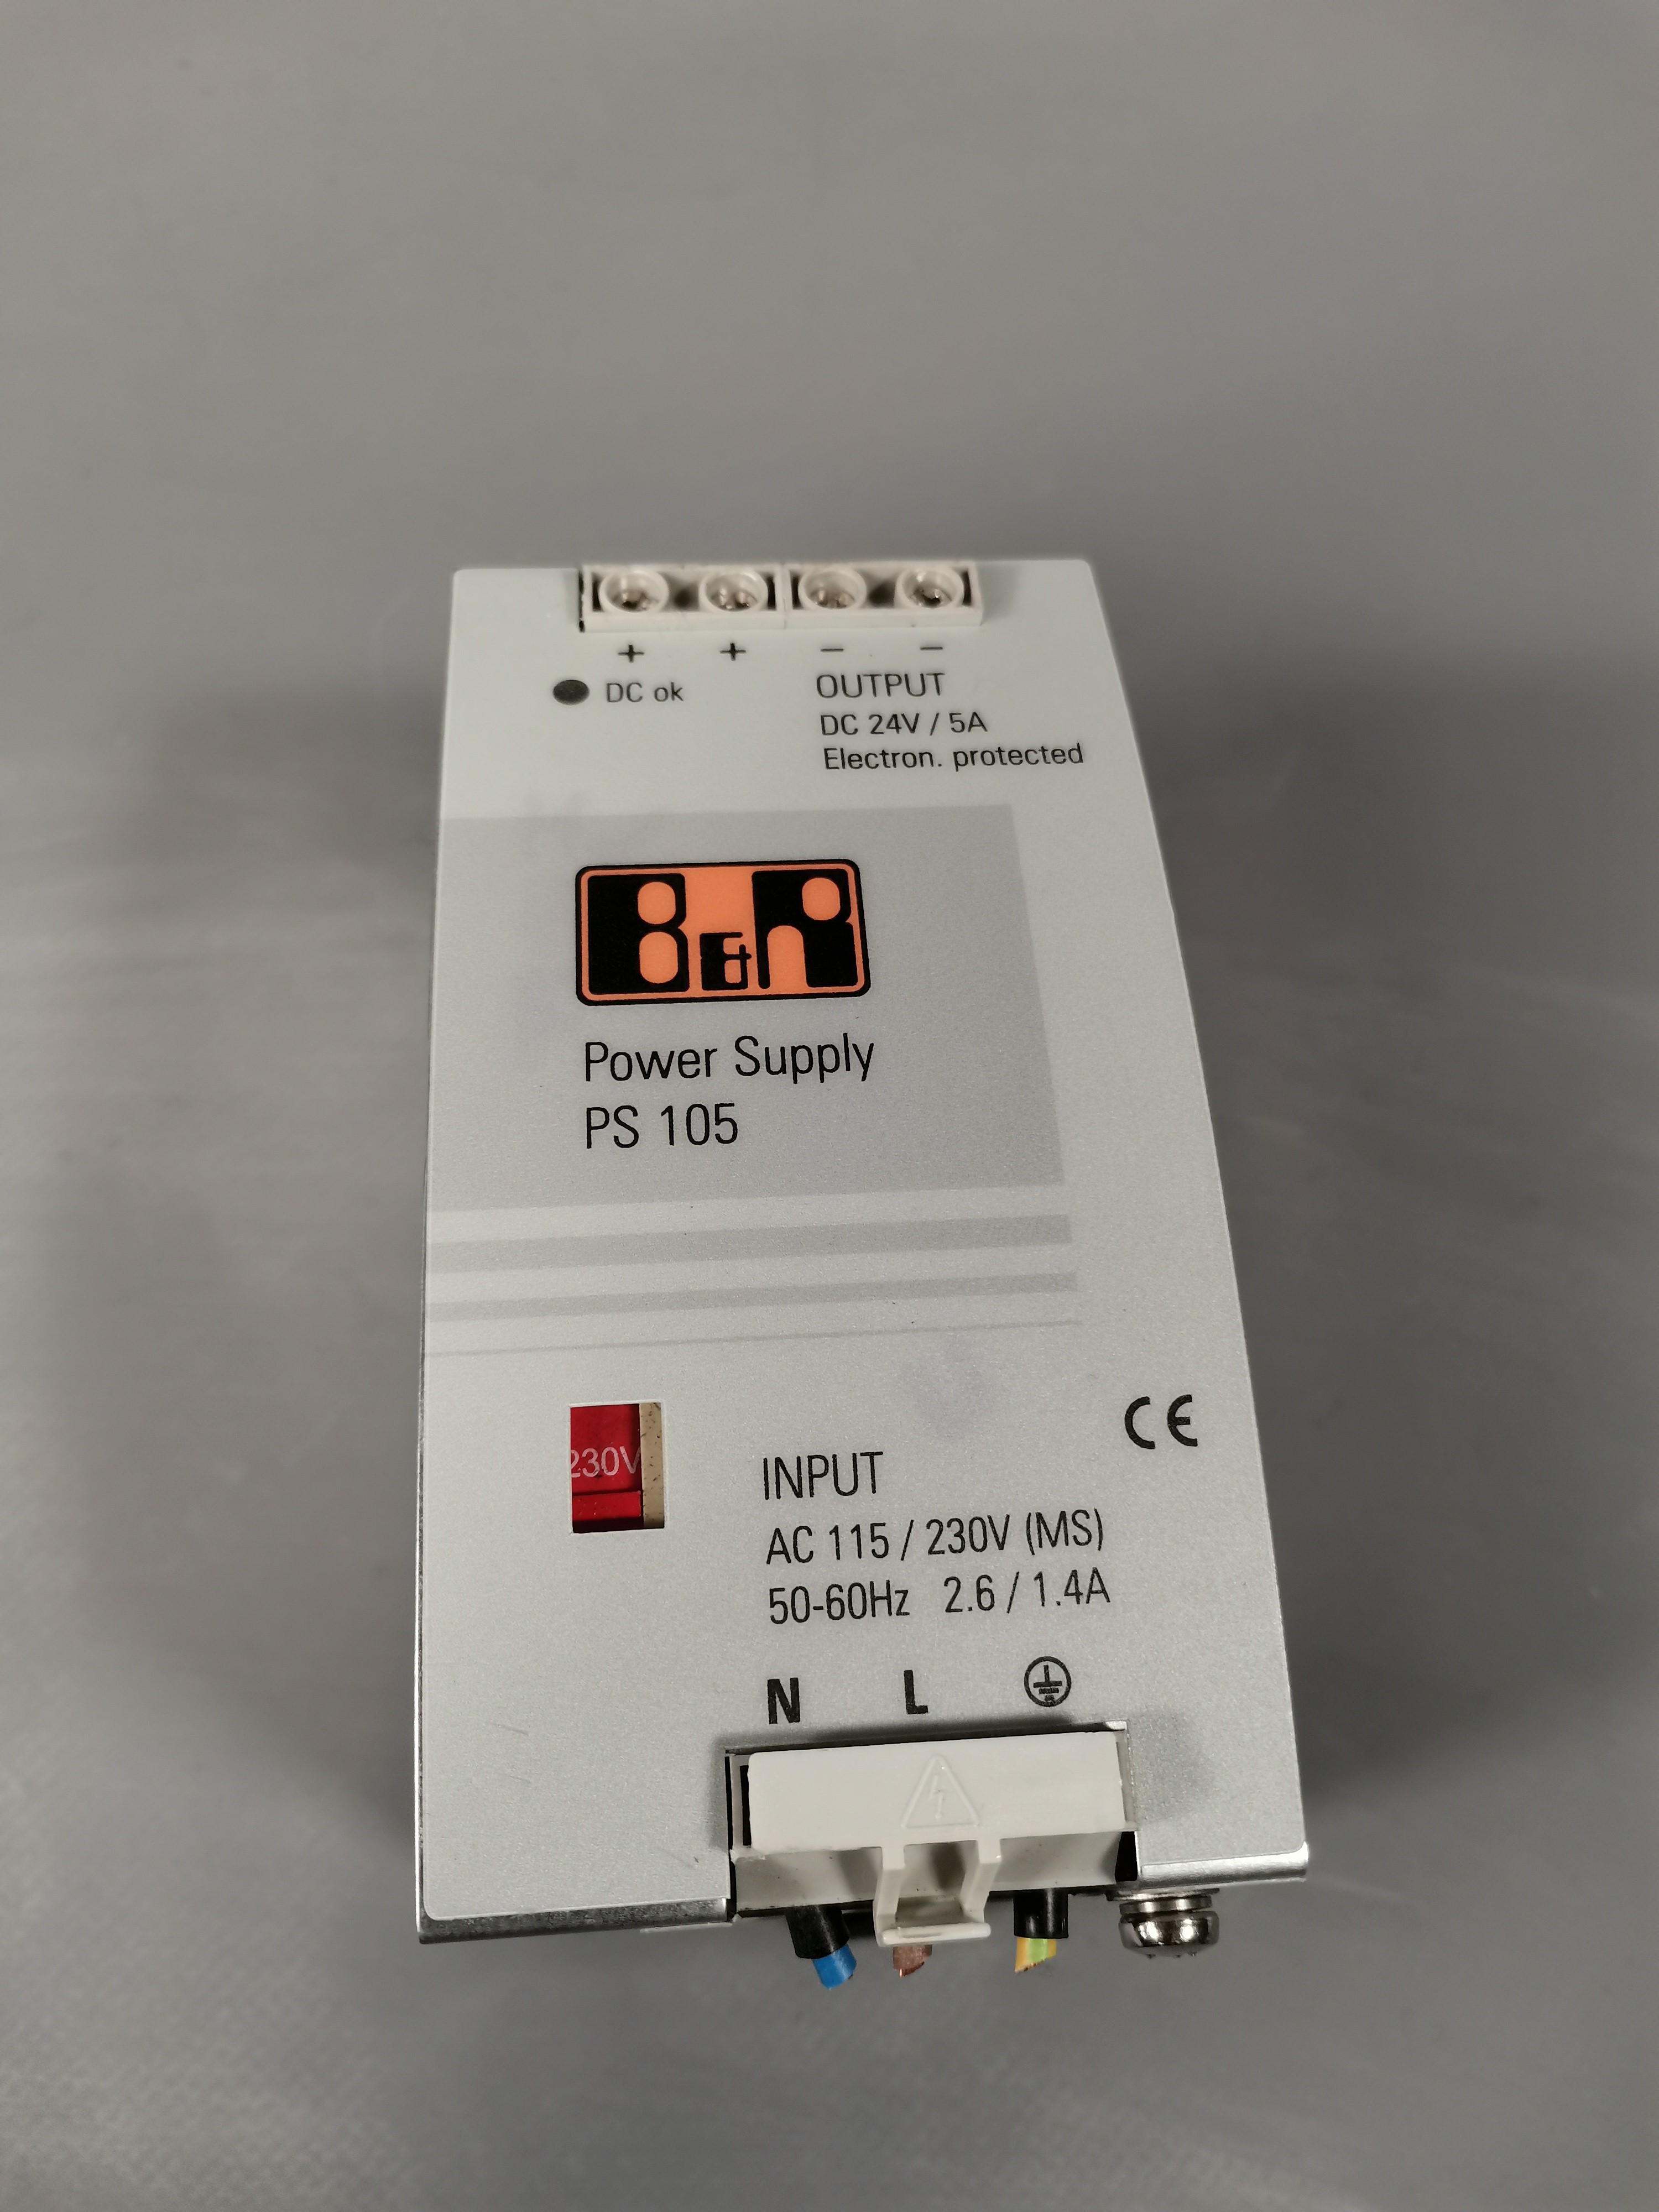 + + − −
DC ok
OUTPUT
DC 24V / 5A
Electron. protected
B&R
Power Supply
PS 105
CE
230V
INPUT
AC 115 / 230V (MS)
50-60Hz 2.6 / 1.4A
N L